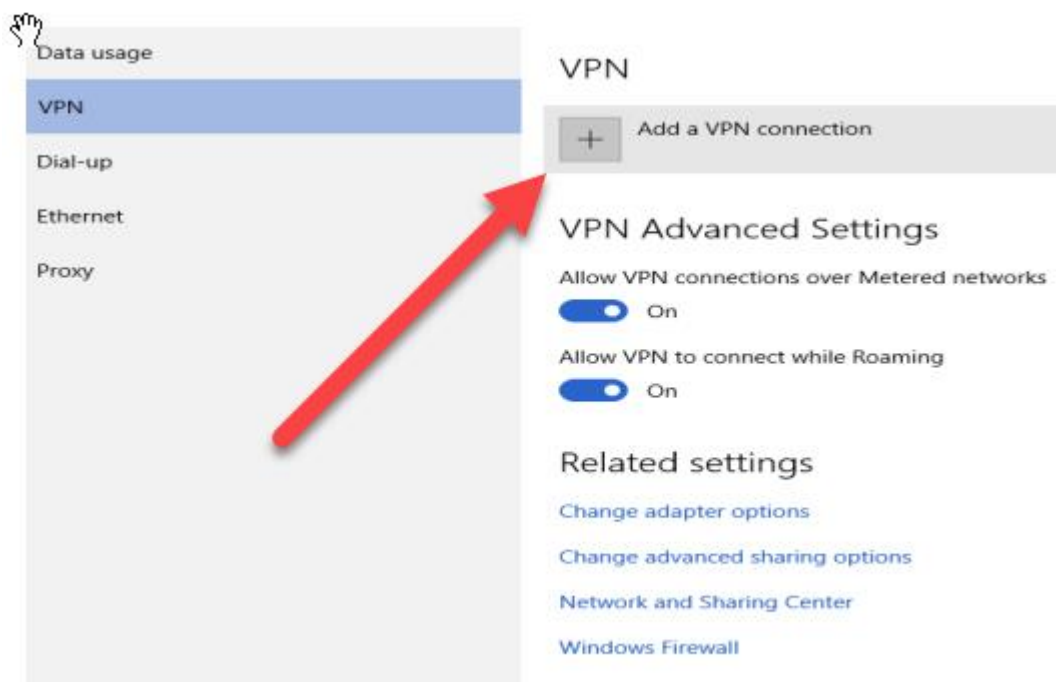 Data usage
VPN
Dial-up
Ethernet
Proxy
VPN
Add a VPN connection
VPN Advanced Settings
Allow VPN connections over Metered networks
On
Allow VPN to connect while Roaming
On
Related settings
Change adapter options
Change advanced sharing options
Network and Sharing Center
Windows Firewall